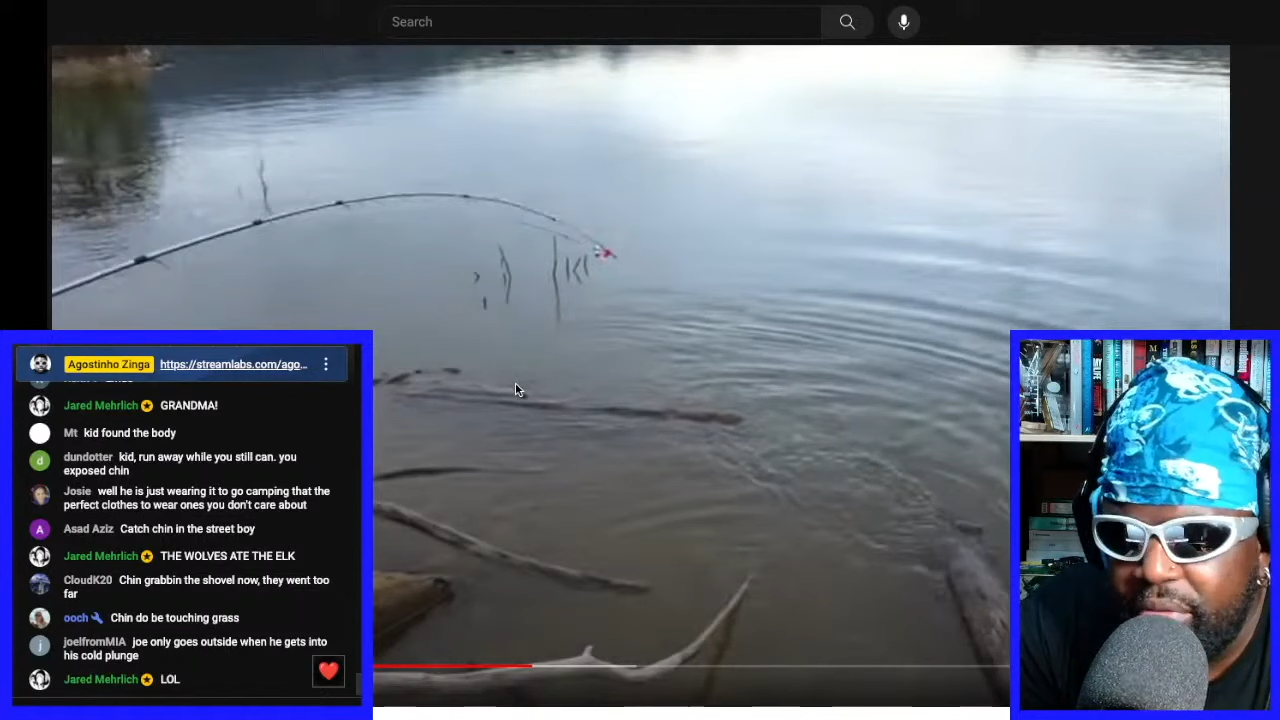 Search
Agostinho Zinga https://streamlabs.com/ago...
Jared Mehrlich GRANDMA!
Mt kid found the body
dundotter kid, run away while you still can. you
exposed chin
Josie well he is just wearing it to go camping that the
perfect clothes to wear ones you don't care about
A Asad Aziz Catch chin in the street boy
Jared Mehrlich THE WOLVES ATE THE ELK
CloudK20 Chin grabbin the shovel now, they went too
far
ooch Chin do be touching grass
joelfromMIA joe only goes outside when he gets into
his cold plunge
Jared Mehrlich LOL